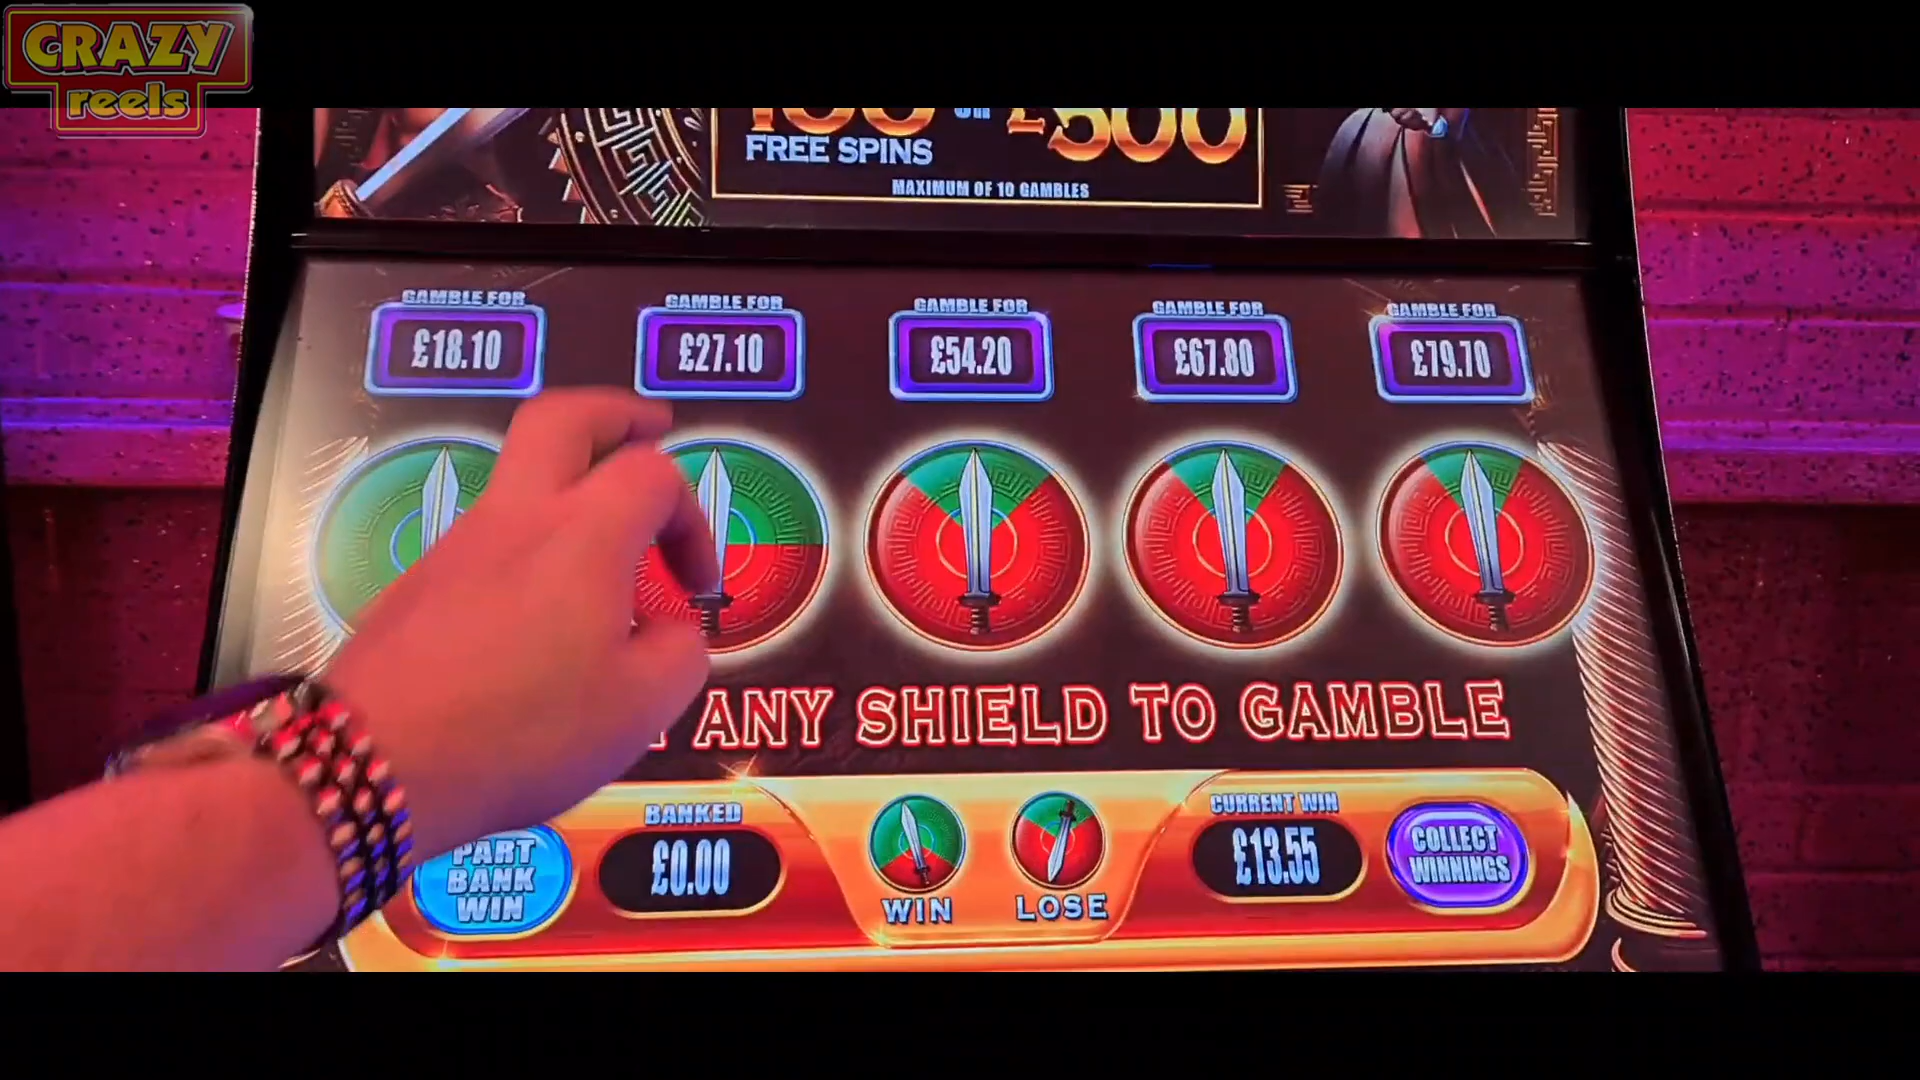 CRAZY
reels
£500
FREE SPINS
MAXIMUM OF 10 GAMBLES
GAMBLE FOR
£18.10
GAMBLE FOR
£27.10
GAMBLE FOR
£54.20
GAMBLE FOR
£67.80
GAMBLE FOR
£79.70
ANY SHIELD TO GAMBLE
PART
BANK
WIN
BANKED
£0.00
WIN
LOSE
CURRENT WIN
£13.55
COLLECT
WINNINGS